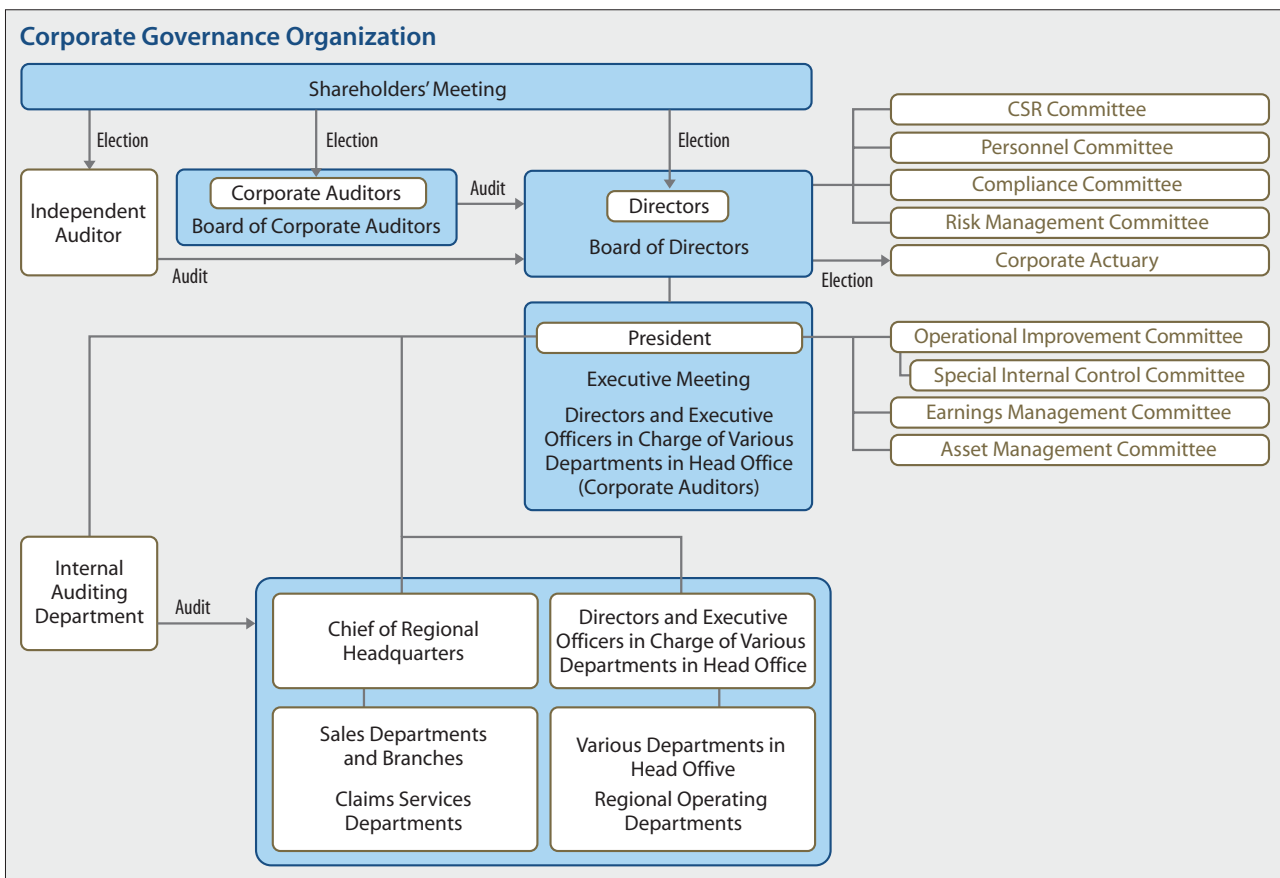 Corporate Governance Organization
Shareholders' Meeting
Election
Election
Election
Independent
Auditor
Corporate Auditors
Board of Corporate Auditors
Audit
Audit
Directors
Board of Directors
Election
CSR Committee
Personnel Committee
Compliance Committee
Risk Management Committee
Corporate Actuary
President
Executive Meeting
Directors and Executive
Officers in Charge of Various
Departments in Head Office
(Corporate Auditors)
Operational Improvement Committee
Special Internal Control Committee
Earnings Management Committee
Asset Management Committee
Internal
Auditing
Department
Audit
Chief of Regional
Headquarters
Directors and Executive
Officers in Charge of Various
Departments in Head Office
Sales Departments
and Branches
Claims Services
Departments
Various Departments in
Head Offive
Regional Operating
Departments